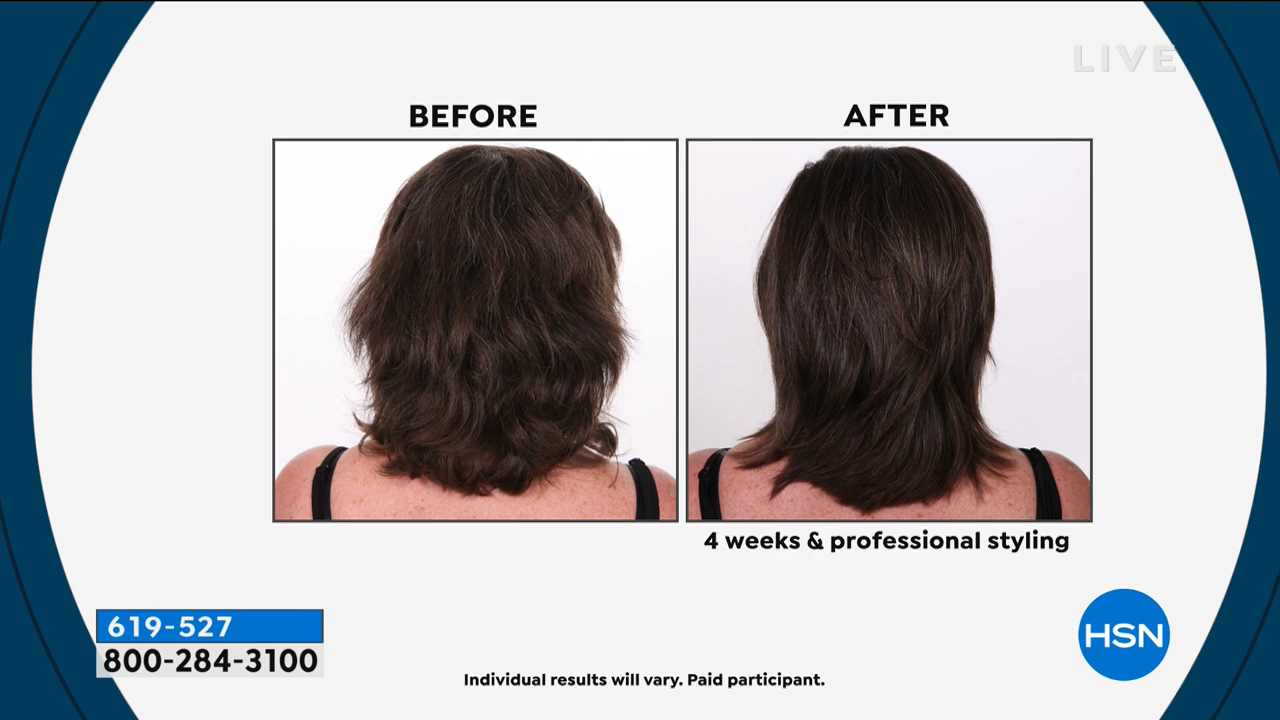 LIVE
BEFORE
AFTER
4 weeks & professional styling
619-527
800-284-3100
HSN
Individual results will vary. Paid participant.